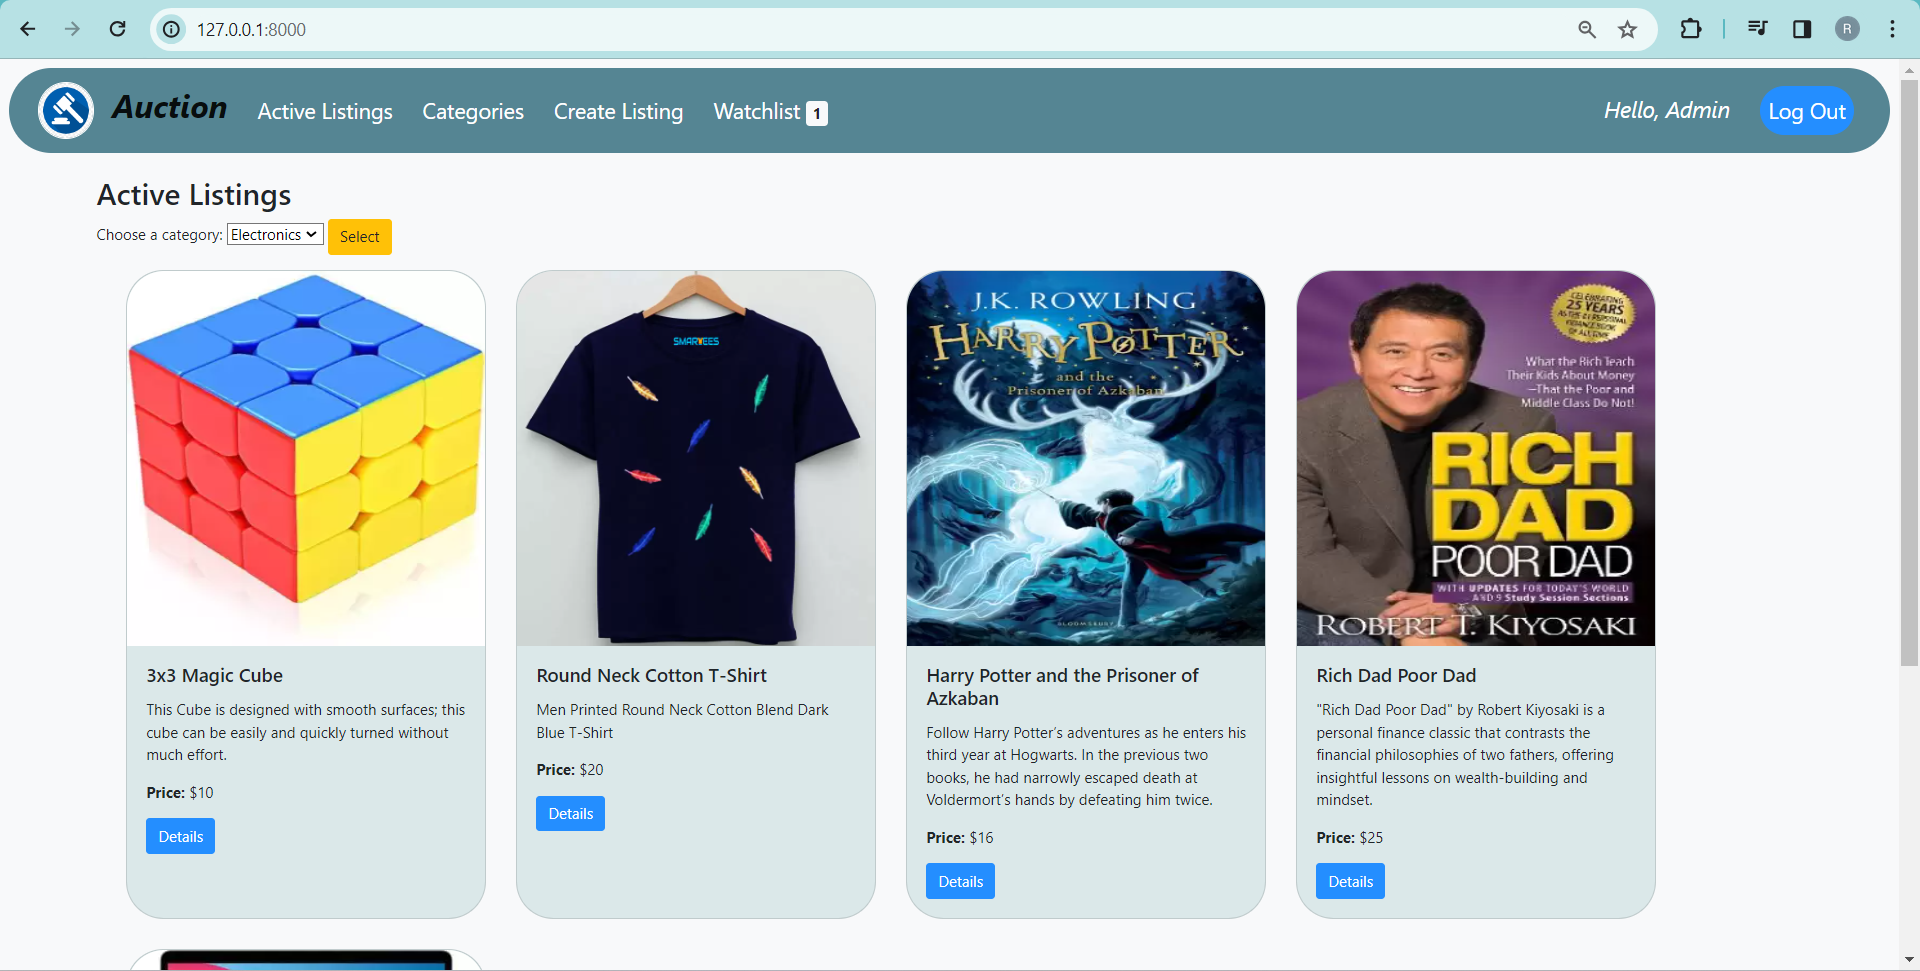 127.0.0.1:8000
R
Auction
Active Listings
Categories
Create Listing
Watchlist 1
Hello, Admin
Log Out
Active Listings
Choose a category: Electronics Select
SMARTEES
J.K. ROWLING
HARRY POTTER
and the
Prisoner of Azkaban
BLOOMSBURY
CELEBRATING
25 YEARS
AS THE #1 PERSONAL
FINANCE BOOK
OF ALL TIME
What the Rich Teach
Their Kids About Money
—That the Poor and
Middle Class Do Not!
RICH
DAD
POOR DAD
WITH UPDATES FOR TODAY'S WORLD
AND 9 Study Session Sections
ROBERT T. KIYOSAKI
3x3 Magic Cube
This Cube is designed with smooth surfaces; this
cube can be easily and quickly turned without
much effort.
Price: $10
Details
Round Neck Cotton T-Shirt
Men Printed Round Neck Cotton Blend Dark
Blue T-Shirt
Price: $20
Details
Harry Potter and the Prisoner of
Azkaban
Follow Harry Potter's adventures as he enters his
third year at Hogwarts. In the previous two
books, he had narrowly escaped death at
Voldermort's hands by defeating him twice.
Price: $16
Details
Rich Dad Poor Dad
"Rich Dad Poor Dad" by Robert Kiyosaki is a
personal finance classic that contrasts the
financial philosophies of two fathers, offering
insightful lessons on wealth-building and
mindset.
Price: $25
Details